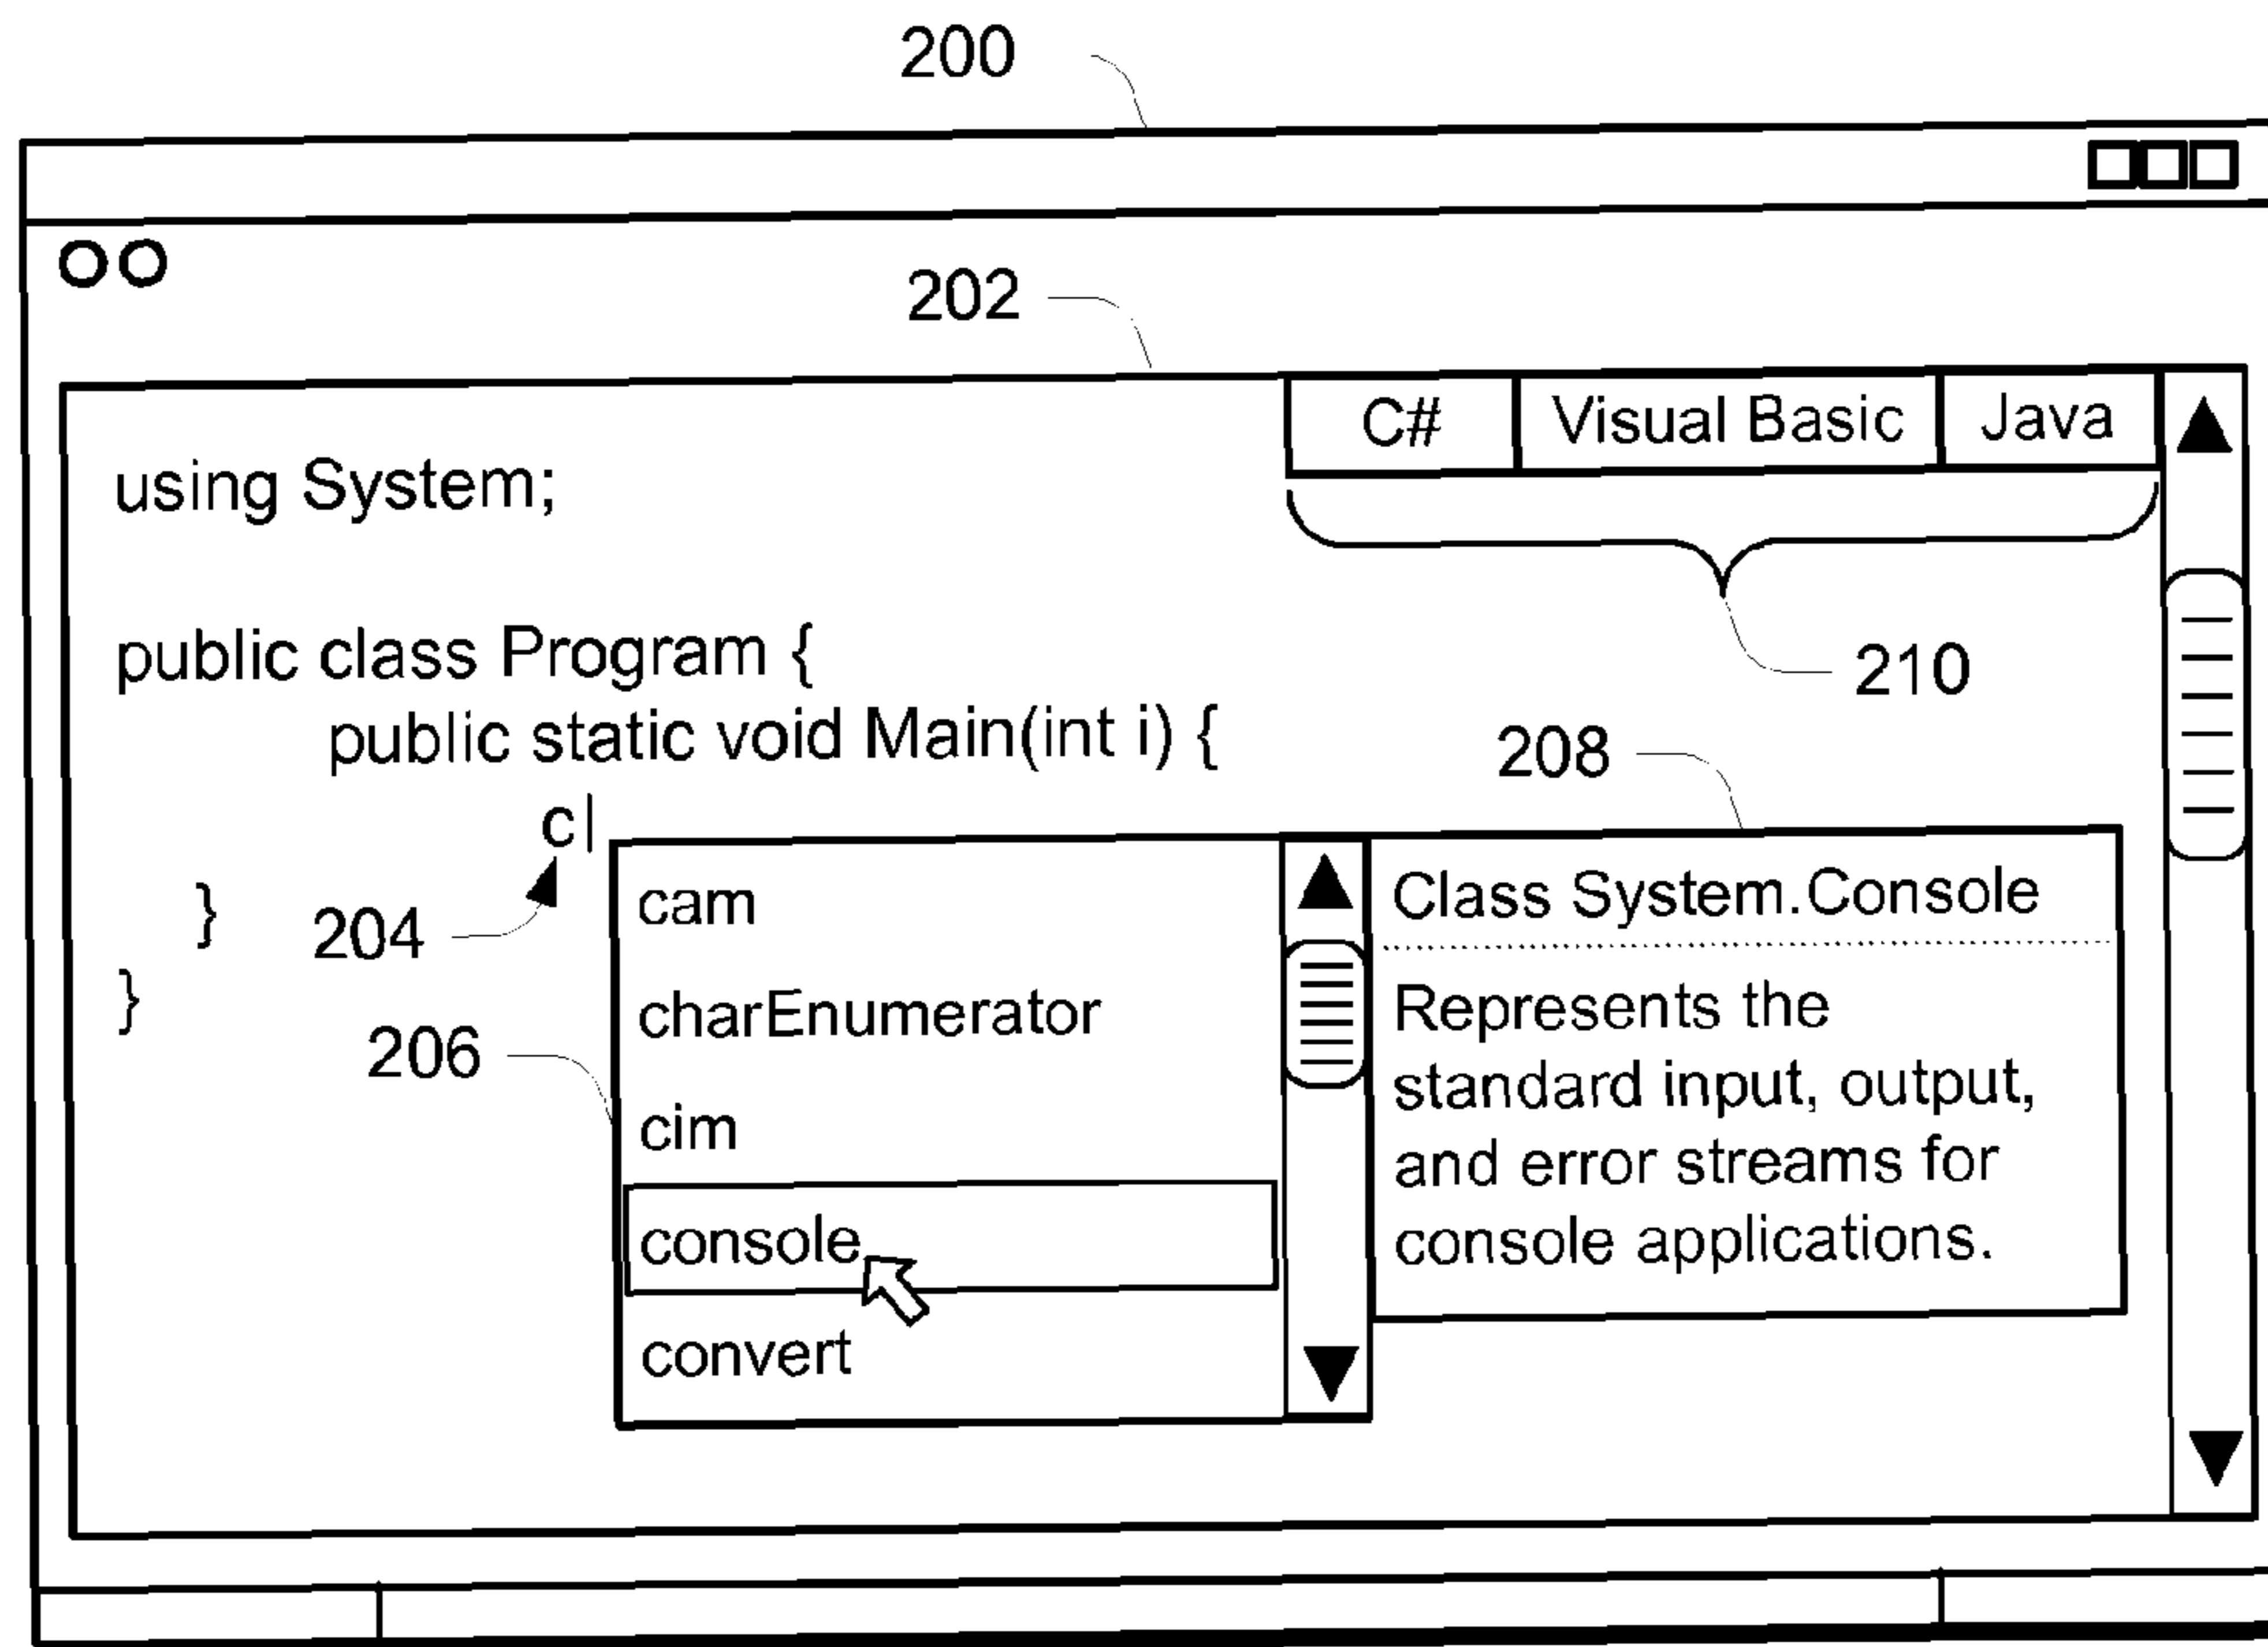 200
202
C# Visual Basic Java
using System;
210
public class Program {
public static void Main(int i) {
208
c|
}
204
}
206
cam
charEnumerator
cim
console
convert
Class System.Console
Represents the
standard input, output,
and error streams for
console applications.